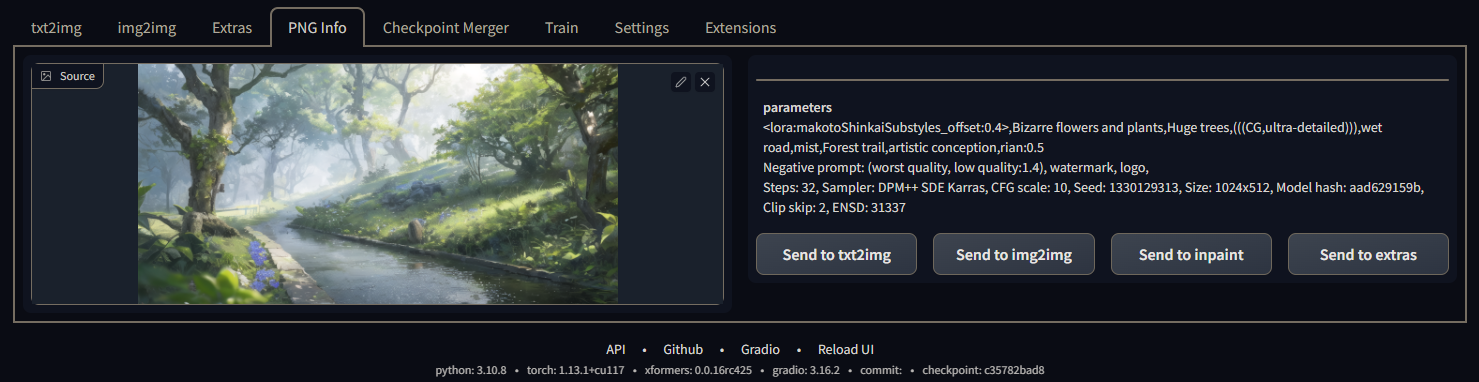 txt2img img2img Extras PNG Info Checkpoint Merger Train Settings Extensions
Source
parameters
<lora:makotoShinkaiSubstyles_offset:0.4>,Bizarre flowers and plants,Huge trees,(((CG,ultra-detailed))),wet
road,mist,Forest trail,artistic conception,rian:0.5
Negative prompt: (worst quality, low quality:1.4), watermark, logo,
Steps: 32, Sampler: DPM++ SDE Karras, CFG scale: 10, Seed: 1330129313, Size: 1024x512, Model hash: aad629159b,
Clip skip: 2, ENSD: 31337
Send to txt2img Send to img2img Send to inpaint Send to extras
API • Github • Gradio • Reload UI
python: 3.10.8 • torch: 1.13.1+cu117 • xformers: 0.0.16rc425 • gradio: 3.16.2 • commit: • checkpoint: c35782bad8